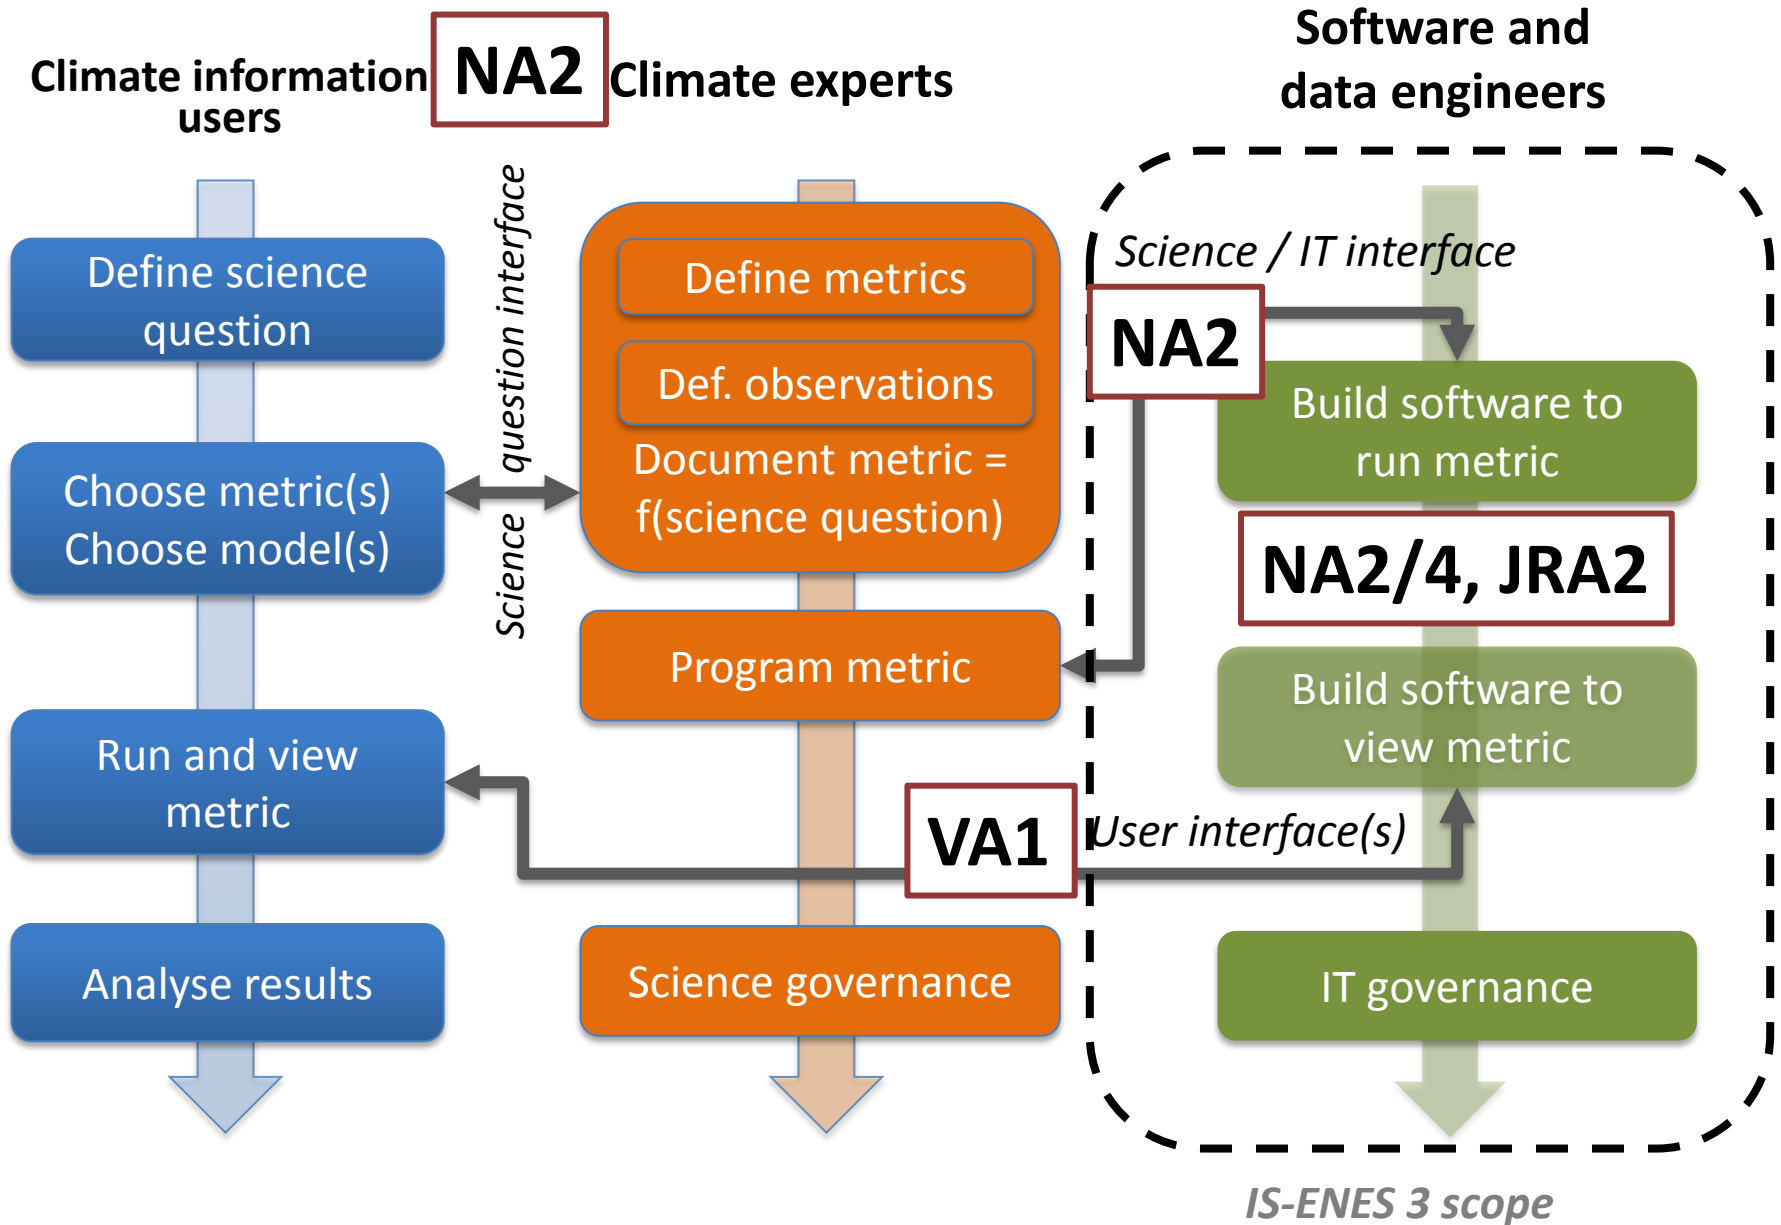 Climate information
users
NA2
Climate experts
Software and
data engineers
Define science
question
Choose metric(s)
Choose model(s)
Run and view
metric
Analyse results
Science question interface
Define metrics
Def. observations
Document metric =
f(science question)
Program metric
Science governance
Science / IT interface
NA2
Build software to
run metric
NA2/4, JRA2
Build software to
view metric
VA1
User interface(s)
IT governance
IS-ENES 3 scope